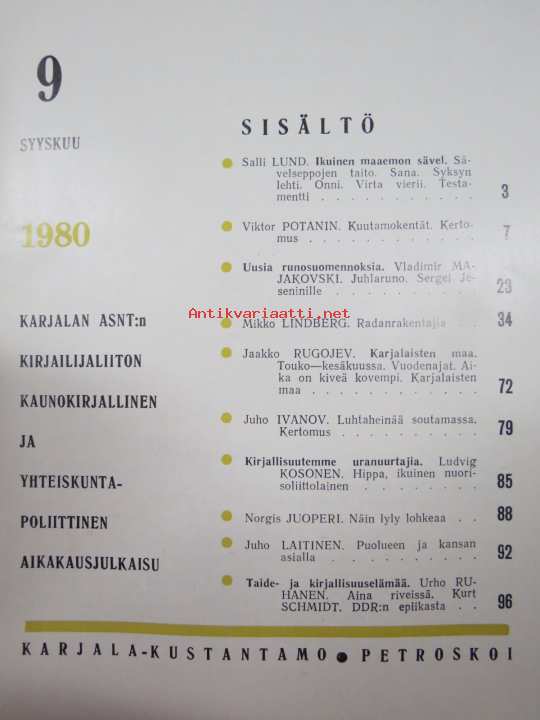 9
SYYSKUU
1980
KARJALAN ASNT:n
KIRJAILIJALIITON
KAUNOKIRJALLINEN
JA
YHTEISKUNTA-
POLIITTINEN
AIKAKAUSJULKAISU
SISÄLTÖ
Salli LUND. Ikuinen maaemon sävel. Sä-
velseppojen taito. Sana. Syksyn
lehti. Onni. Virta vierii. Testa-
mentti . . . . . . . . . . 3
Viktor POTANIN. Kuutamokentät. Kerto-
mus . . . . . . . . . . . 7
Uusia runosuomennoksia. Vladimir MA-
JAKOVSKI. Juhlaruno. Sergei Je-
seninille . . . . . . . . . 23
Antikvariaatti.net
Mikko LINDBERG. Radanrakentajia . . 34
Jaakko RUGOJEV. Karjalaisten maa.
Touko—kesäkuussa. Vuodenajat. Ai-
ka on kiveä kovempi. Karjalaisten
maa . . . . . . . . . . . 72
Juho IVANOV. Luhtaheinää soutamassa.
Kertomus . . . . . . . . . 79
Kirjallisuutemme uranuurtajia. Ludvig
KOSONEN. Hippa, ikuinen nuori-
soliittolainen . . . . . . . 85
Norgis JUOPERI. Näin lyly lohkeaa . . 88
Juho LAITINEN. Puolueen ja kansan
asialla . . . . . . . . . . 92
Taide- ja kirjallisuuselämää. Urho RU-
HANEN. Aina riveissä. Kurt
SCHMIDT. DDR:n epiikasta . . 96
KARJALA-KUSTANTAMO ● PETROSKOI